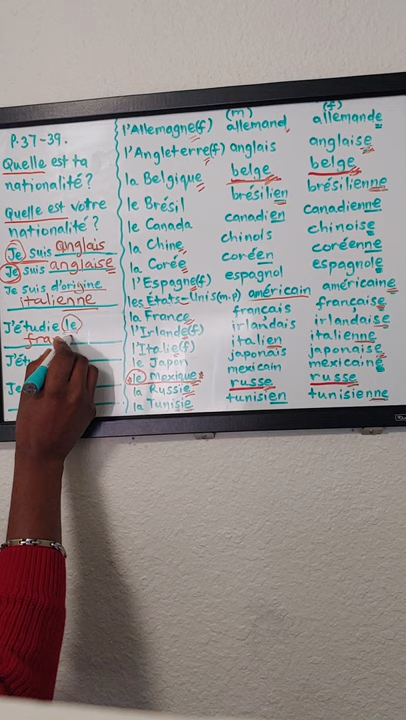 P.37-39.
Quelle est ta
nationalité?
Quelle est votre
nationalité?
Je suis anglais
Je suis anglaise
Je suis d'origine
italienne
J'étudie le
fran
J'ét
Je
(m) (f)
l'Allemagne(f) allemand allemande
l'Angleterre(f) anglais anglaise
la Belgique belge belge
le Brésil brésilien brésilienne
le Canada canadien canadienne
la Chine chinois chinoise
la Corée coréen coréenne
l'Espagne(f) espagnol espagnole
les États-Unis(m.p) américain américaine
la France français française
l'Irlande(f) irlandais irlandaise
l'Italie(f) italien italienne
le Japon japonais japonaise
le Mexique mexicain mexicaine
la Russie russe russe
la Tunisie tunisien tunisienne